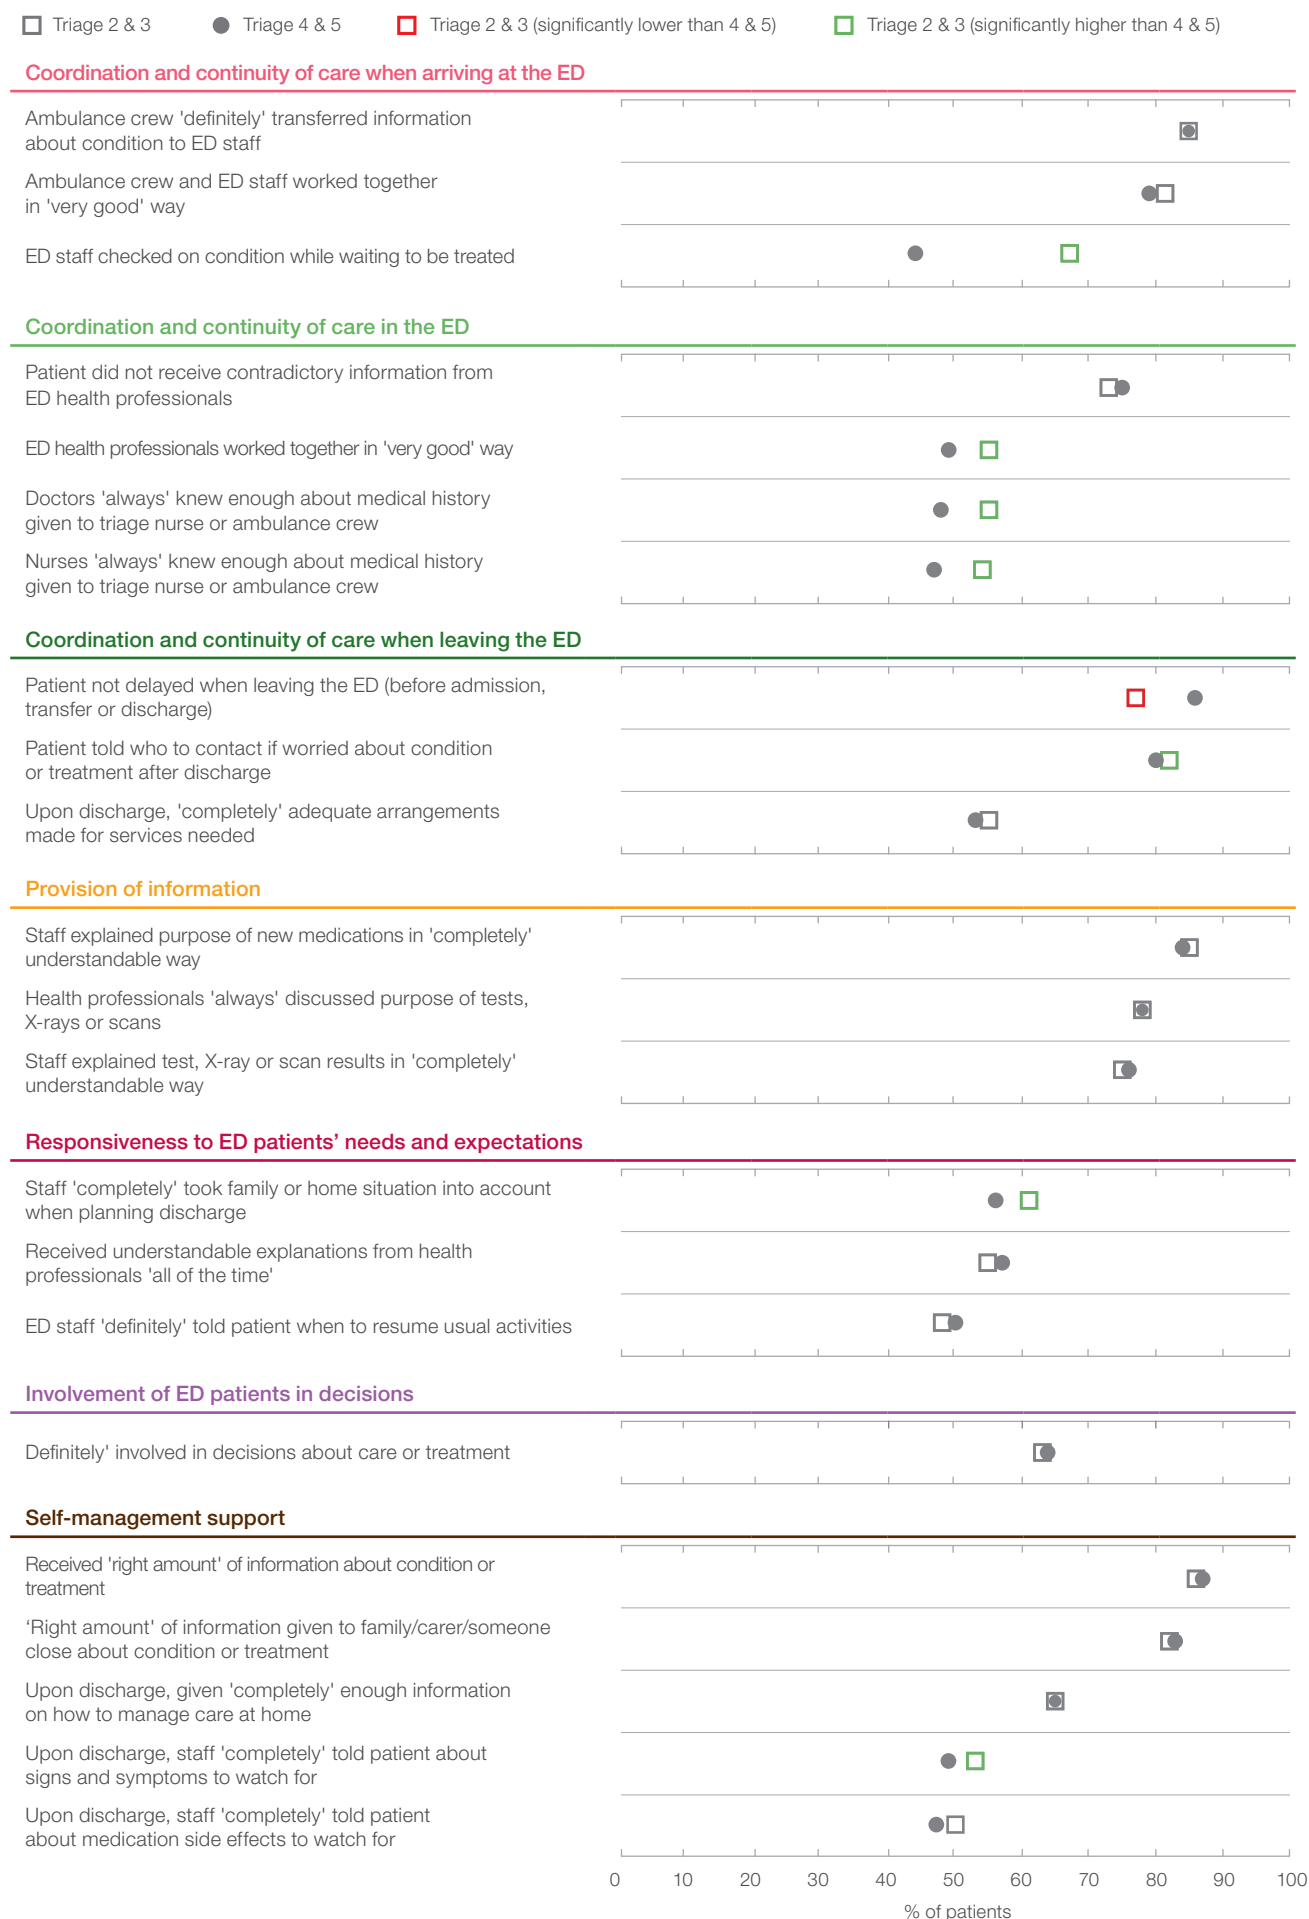 Triage 2 & 3 Triage 4 & 5 Triage 2 & 3 (significantly lower than 4 & 5) Triage 2 & 3 (significantly higher than 4 & 5)
Coordination and continuity of care when arriving at the ED
Ambulance crew 'definitely' transferred information
about condition to ED staff
Ambulance crew and ED staff worked together
in 'very good' way
ED staff checked on condition while waiting to be treated
Coordination and continuity of care in the ED
Patient did not receive contradictory information from
ED health professionals
ED health professionals worked together in 'very good' way
Doctors 'always' knew enough about medical history
given to triage nurse or ambulance crew
Nurses 'always' knew enough about medical history
given to triage nurse or ambulance crew
Coordination and continuity of care when leaving the ED
Patient not delayed when leaving the ED (before admission,
transfer or discharge)
Patient told who to contact if worried about condition
or treatment after discharge
Upon discharge, 'completely' adequate arrangements
made for services needed
Provision of information
Staff explained purpose of new medications in 'completely'
understandable way
Health professionals 'always' discussed purpose of tests,
X-rays or scans
Staff explained test, X-ray or scan results in 'completely'
understandable way
Responsiveness to ED patients’ needs and expectations
Staff 'completely' took family or home situation into account
when planning discharge
Received understandable explanations from health
professionals 'all of the time'
ED staff 'definitely' told patient when to resume usual activities
Involvement of ED patients in decisions
Definitely' involved in decisions about care or treatment
Self-management support
Received 'right amount' of information about condition or
treatment
‘Right amount' of information given to family/carer/someone
close about condition or treatment
Upon discharge, given 'completely' enough information
on how to manage care at home
Upon discharge, staff 'completely' told patient about
signs and symptoms to watch for
Upon discharge, staff 'completely' told patient
about medication side effects to watch for
0 10 20 30 40 50 60 70 80 90 100
% of patients